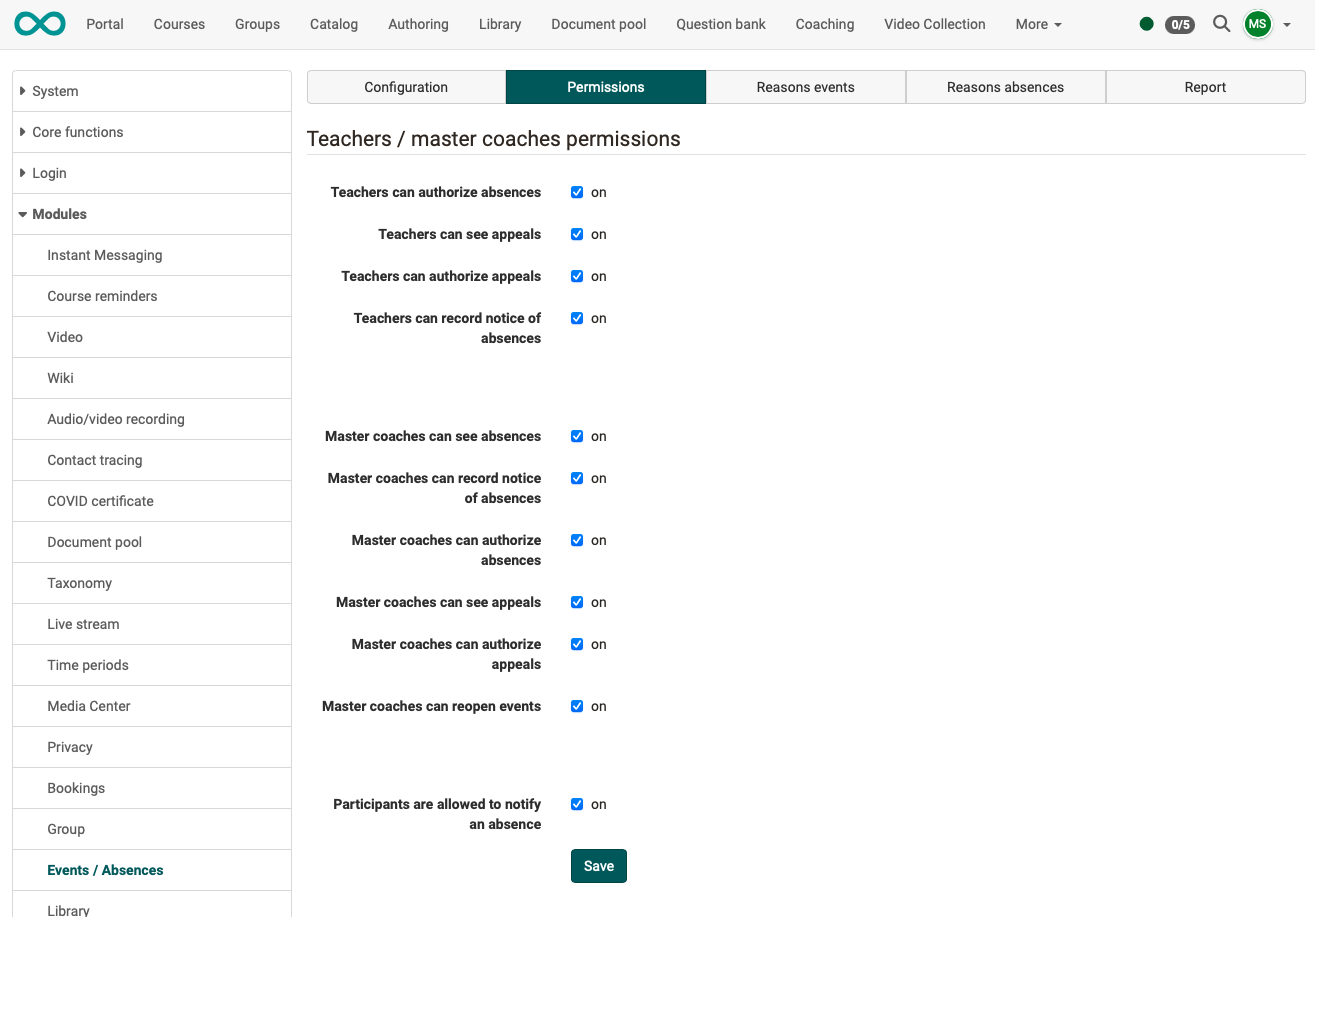 Portal Courses Groups Catalog Authoring Library Document pool Question bank Coaching Video Collection More 0/5 MS
System
Core functions
Login
Modules
Instant Messaging
Course reminders
Video
Wiki
Audio/video recording
Contact tracing
COVID certificate
Document pool
Taxonomy
Live stream
Time periods
Media Center
Privacy
Bookings
Group
Events / Absences
Library
Configuration Permissions Reasons events Reasons absences Report
Teachers / master coaches permissions
Teachers can authorize absences on
Teachers can see appeals on
Teachers can authorize appeals on
Teachers can record notice of on
absences
Master coaches can see absences on
Master coaches can record notice on
of absences
Master coaches can authorize on
absences
Master coaches can see appeals on
Master coaches can authorize on
appeals
Master coaches can reopen events on
Participants are allowed to notify on
an absence
Save